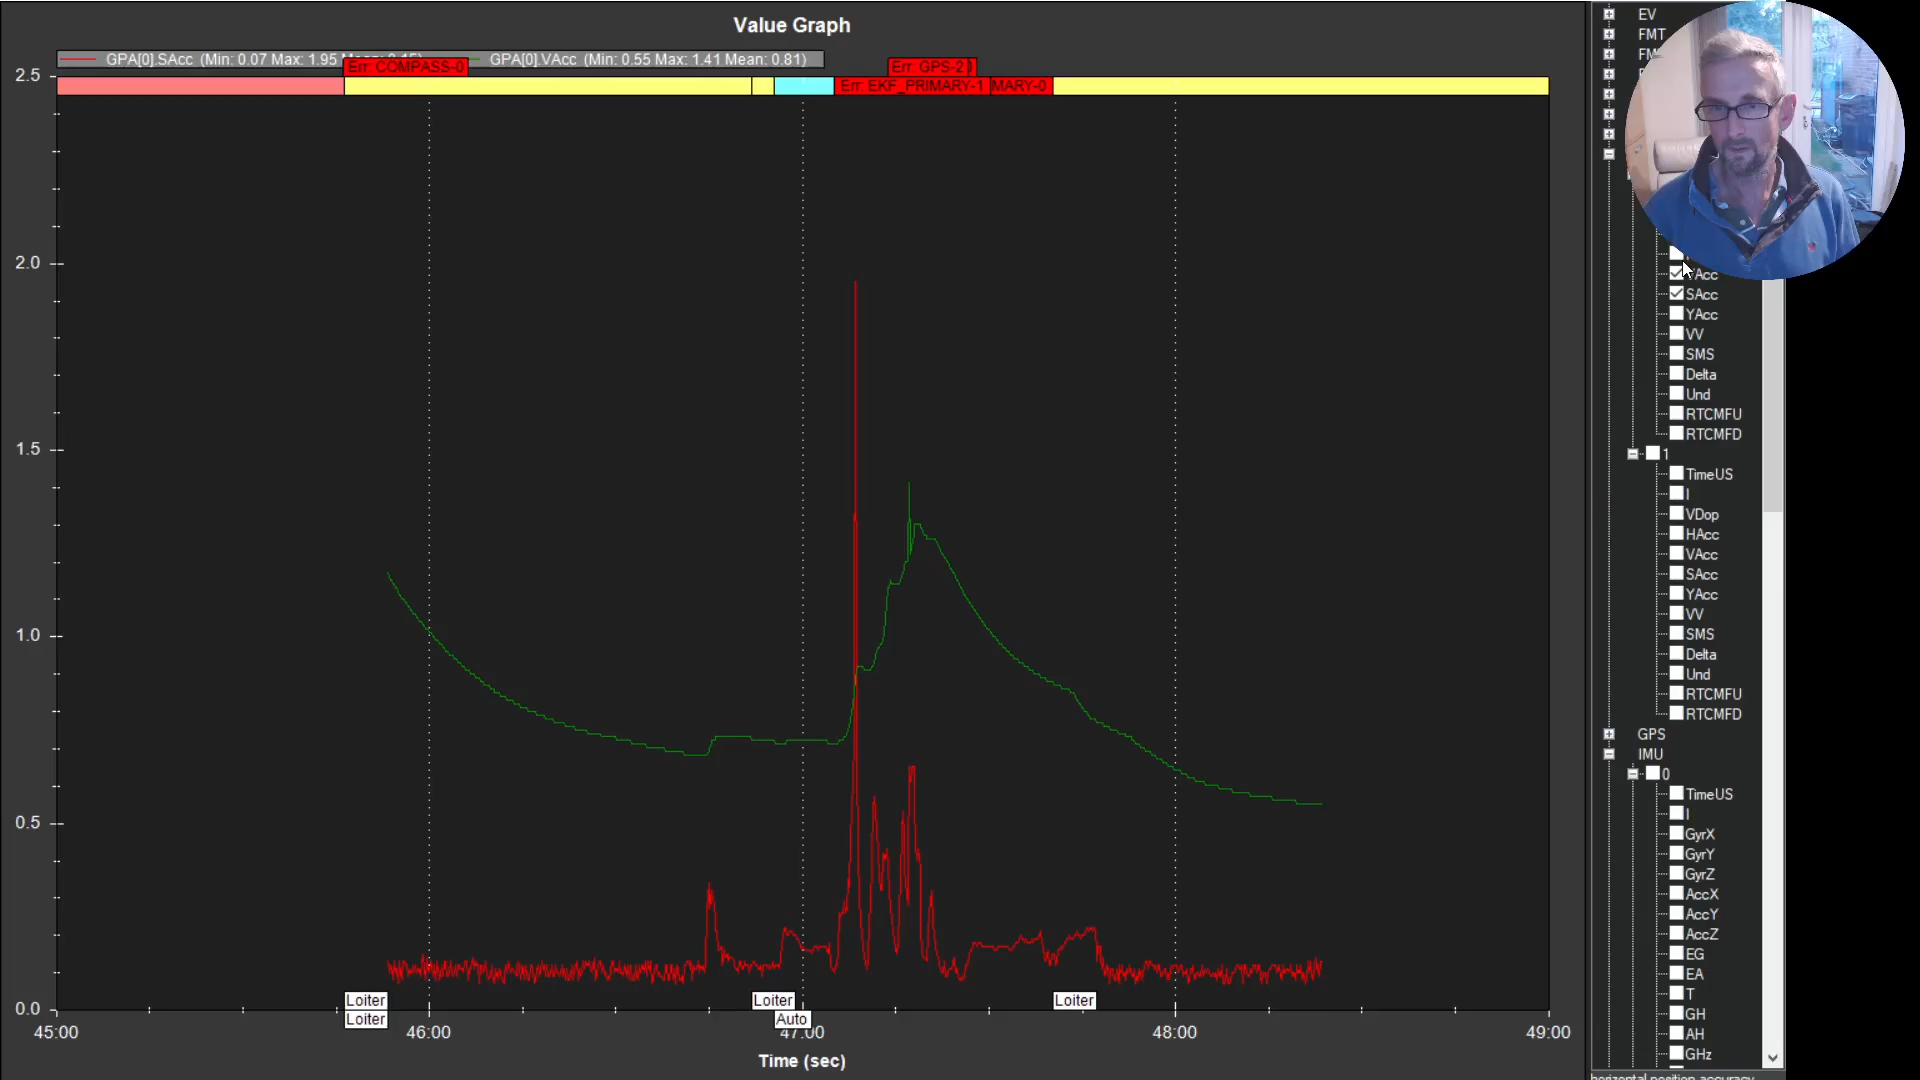 Value Graph
GPA[0].SAcc (Min: 0.07 Max: 1.95
GPA[0].VAcc (Min: 0.55 Max: 1.41 Mean: 0.81)
Err: COMPASS-0
Err: GPS-2
Err: EKF_PRIMARY-1
MARY-0
2.5
2.0
1.5
1.0
0.5
0.0
Loiter
Loiter
Loiter
Auto
Loiter
45:00
46:00
47:00
48:00
49:00
Time (sec)
EV
FMT
SAcc
YAcc
VV
SMS
Delta
Und
RTCMFU
RTCMFD
1
TimeUS
I
VDop
HAcc
VAcc
SAcc
YAcc
VV
SMS
Delta
Und
RTCMFU
RTCMFD
GPS
IMU
0
TimeUS
I
GyrX
GyrY
GyrZ
AccX
AccY
AccZ
EG
EA
T
GH
AH
GHz
horizontal position accuracy